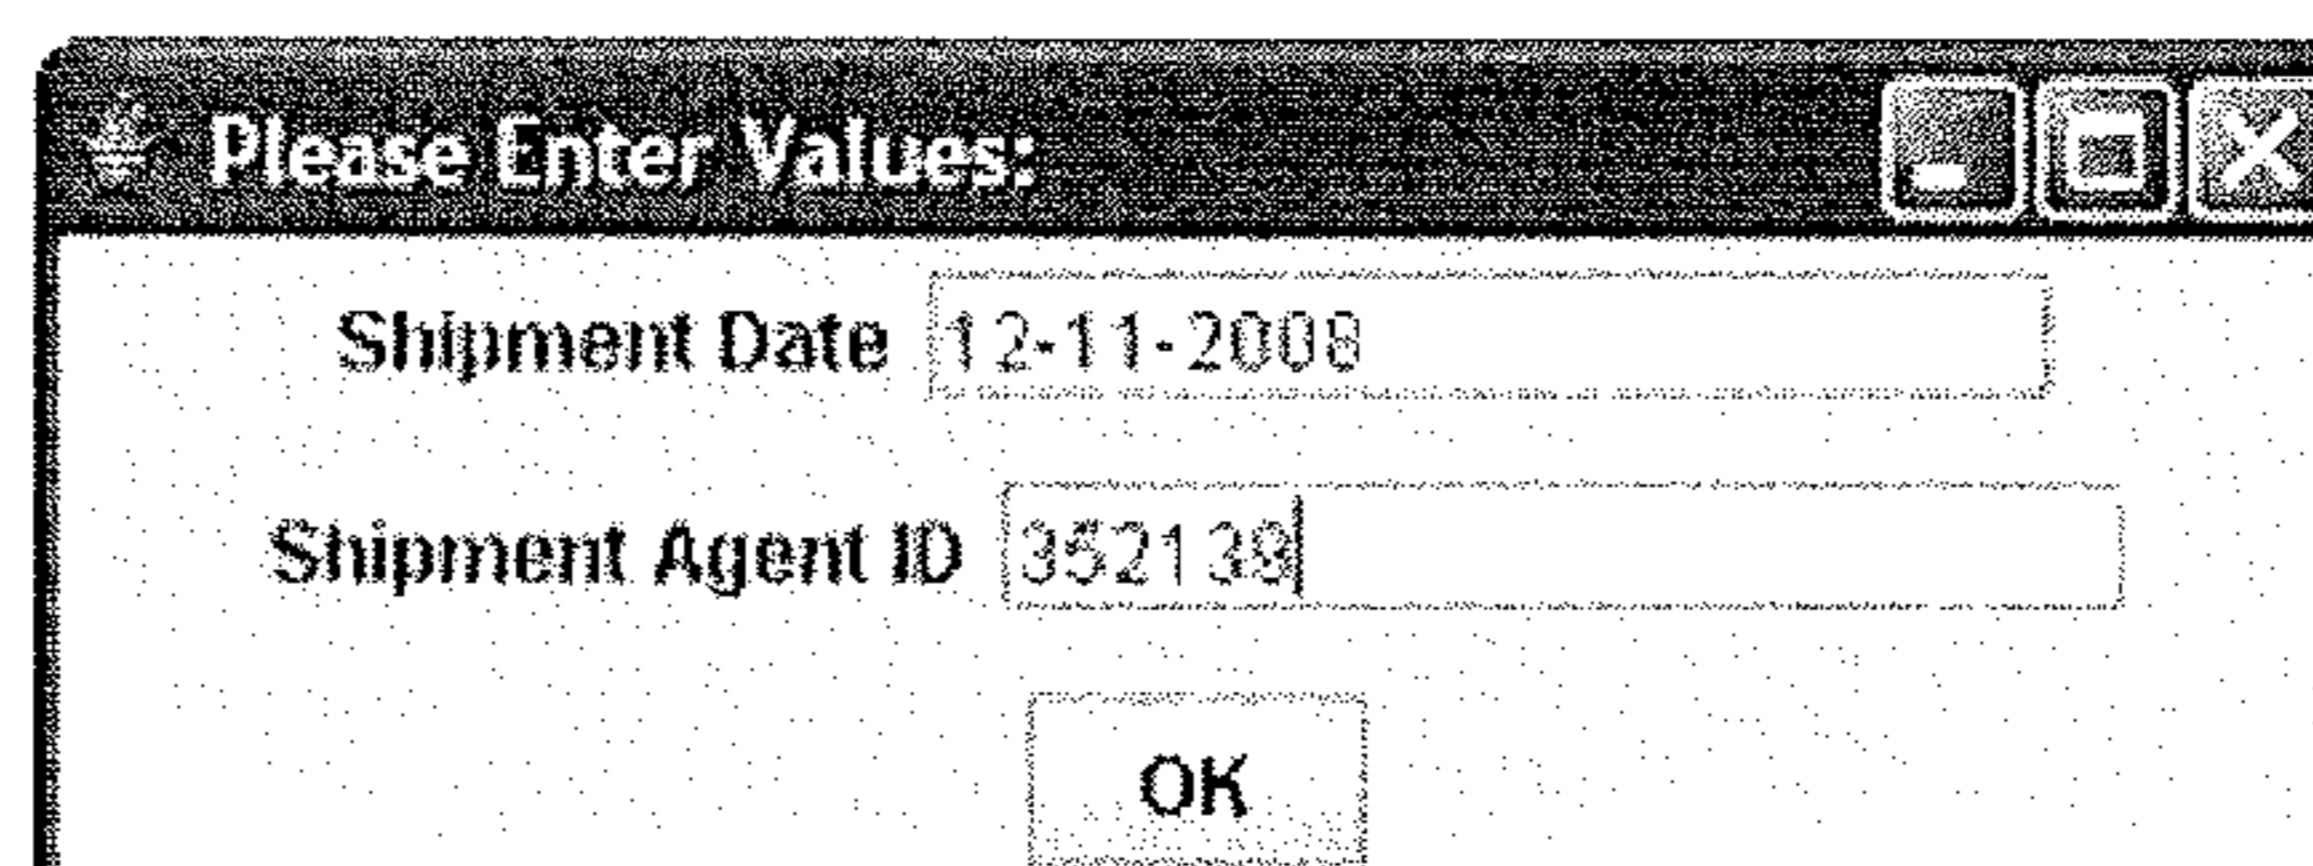 Please Enter Values:
Shipment Date 12-11-2008
Shipment Agent ID 352139
OK